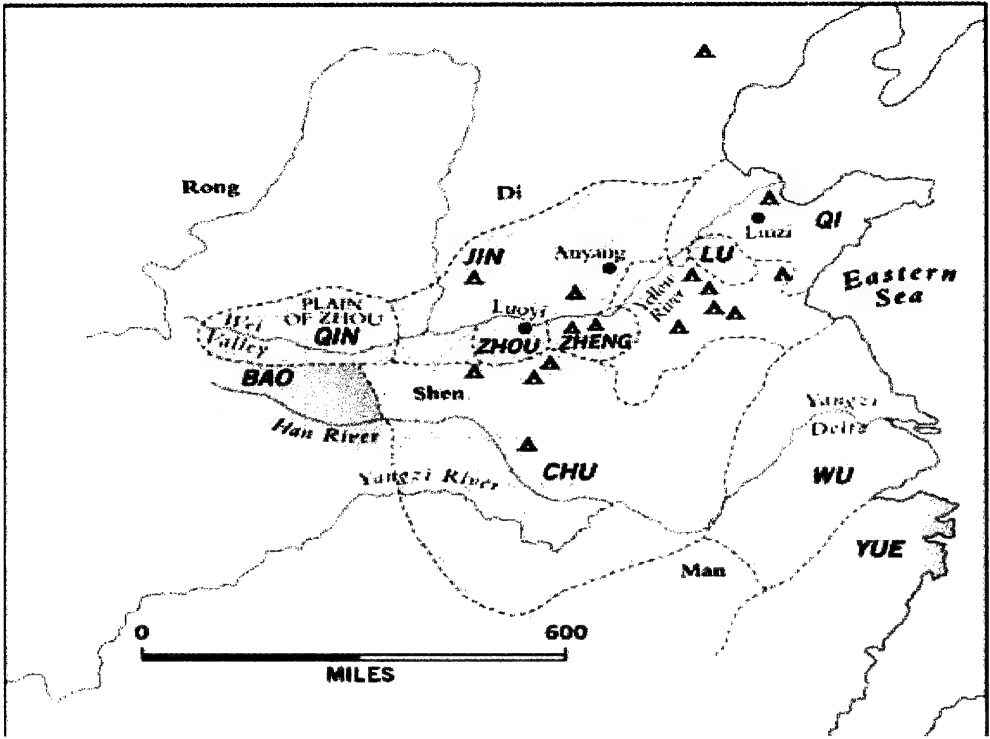 Rong
Di
QI
Linzi
JIN
Anyang
LU
Eastern
Sea
Yellow
River
PLAIN
OF ZHOU
Wei
Valley
QIN
Luoyi
ZHOU
ZHENG
BAO
Shen
Han River
Yangzi
Delta
Yangzi River
CHU
WU
YUE
Man
0 600
MILES